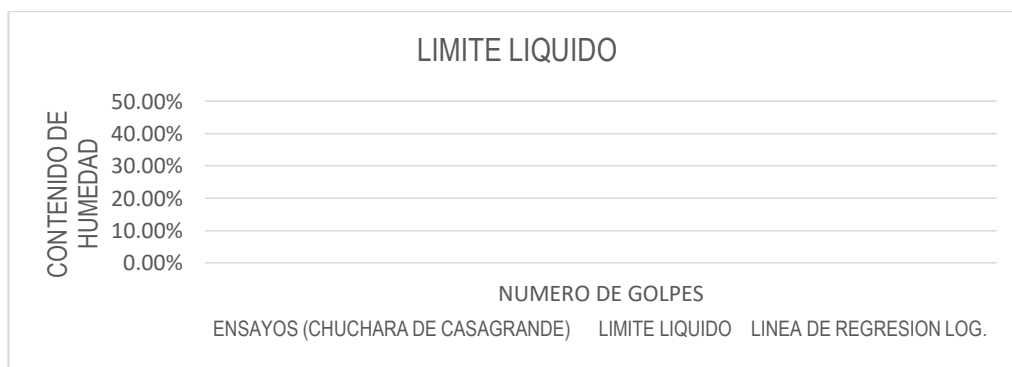 LIMITE LIQUIDO
CONTENIDO DE
HUMEDAD
50.00%
40.00%
30.00%
20.00%
10.00%
0.00%
NUMERO DE GOLPES
ENSAYOS (CHUCHARA DE CASAGRANDE) LIMITE LIQUIDO LINEA DE REGRESION LOG.